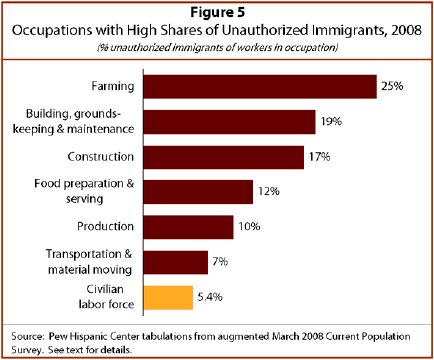 Figure 5
Occupations with High Shares of Unauthorized Immigrants, 2008
(% unauthorized immigrants of workers in occupation)
Farming 25%
Building, grounds-
keeping & maintenance 19%
Construction 17%
Food preparation &
serving 12%
Production 10%
Transportation &
material moving 7%
Civilian
labor force 5.4%
Source: Pew Hispanic Center tabulations from augmented March 2008 Current Population
Survey. See text for details.